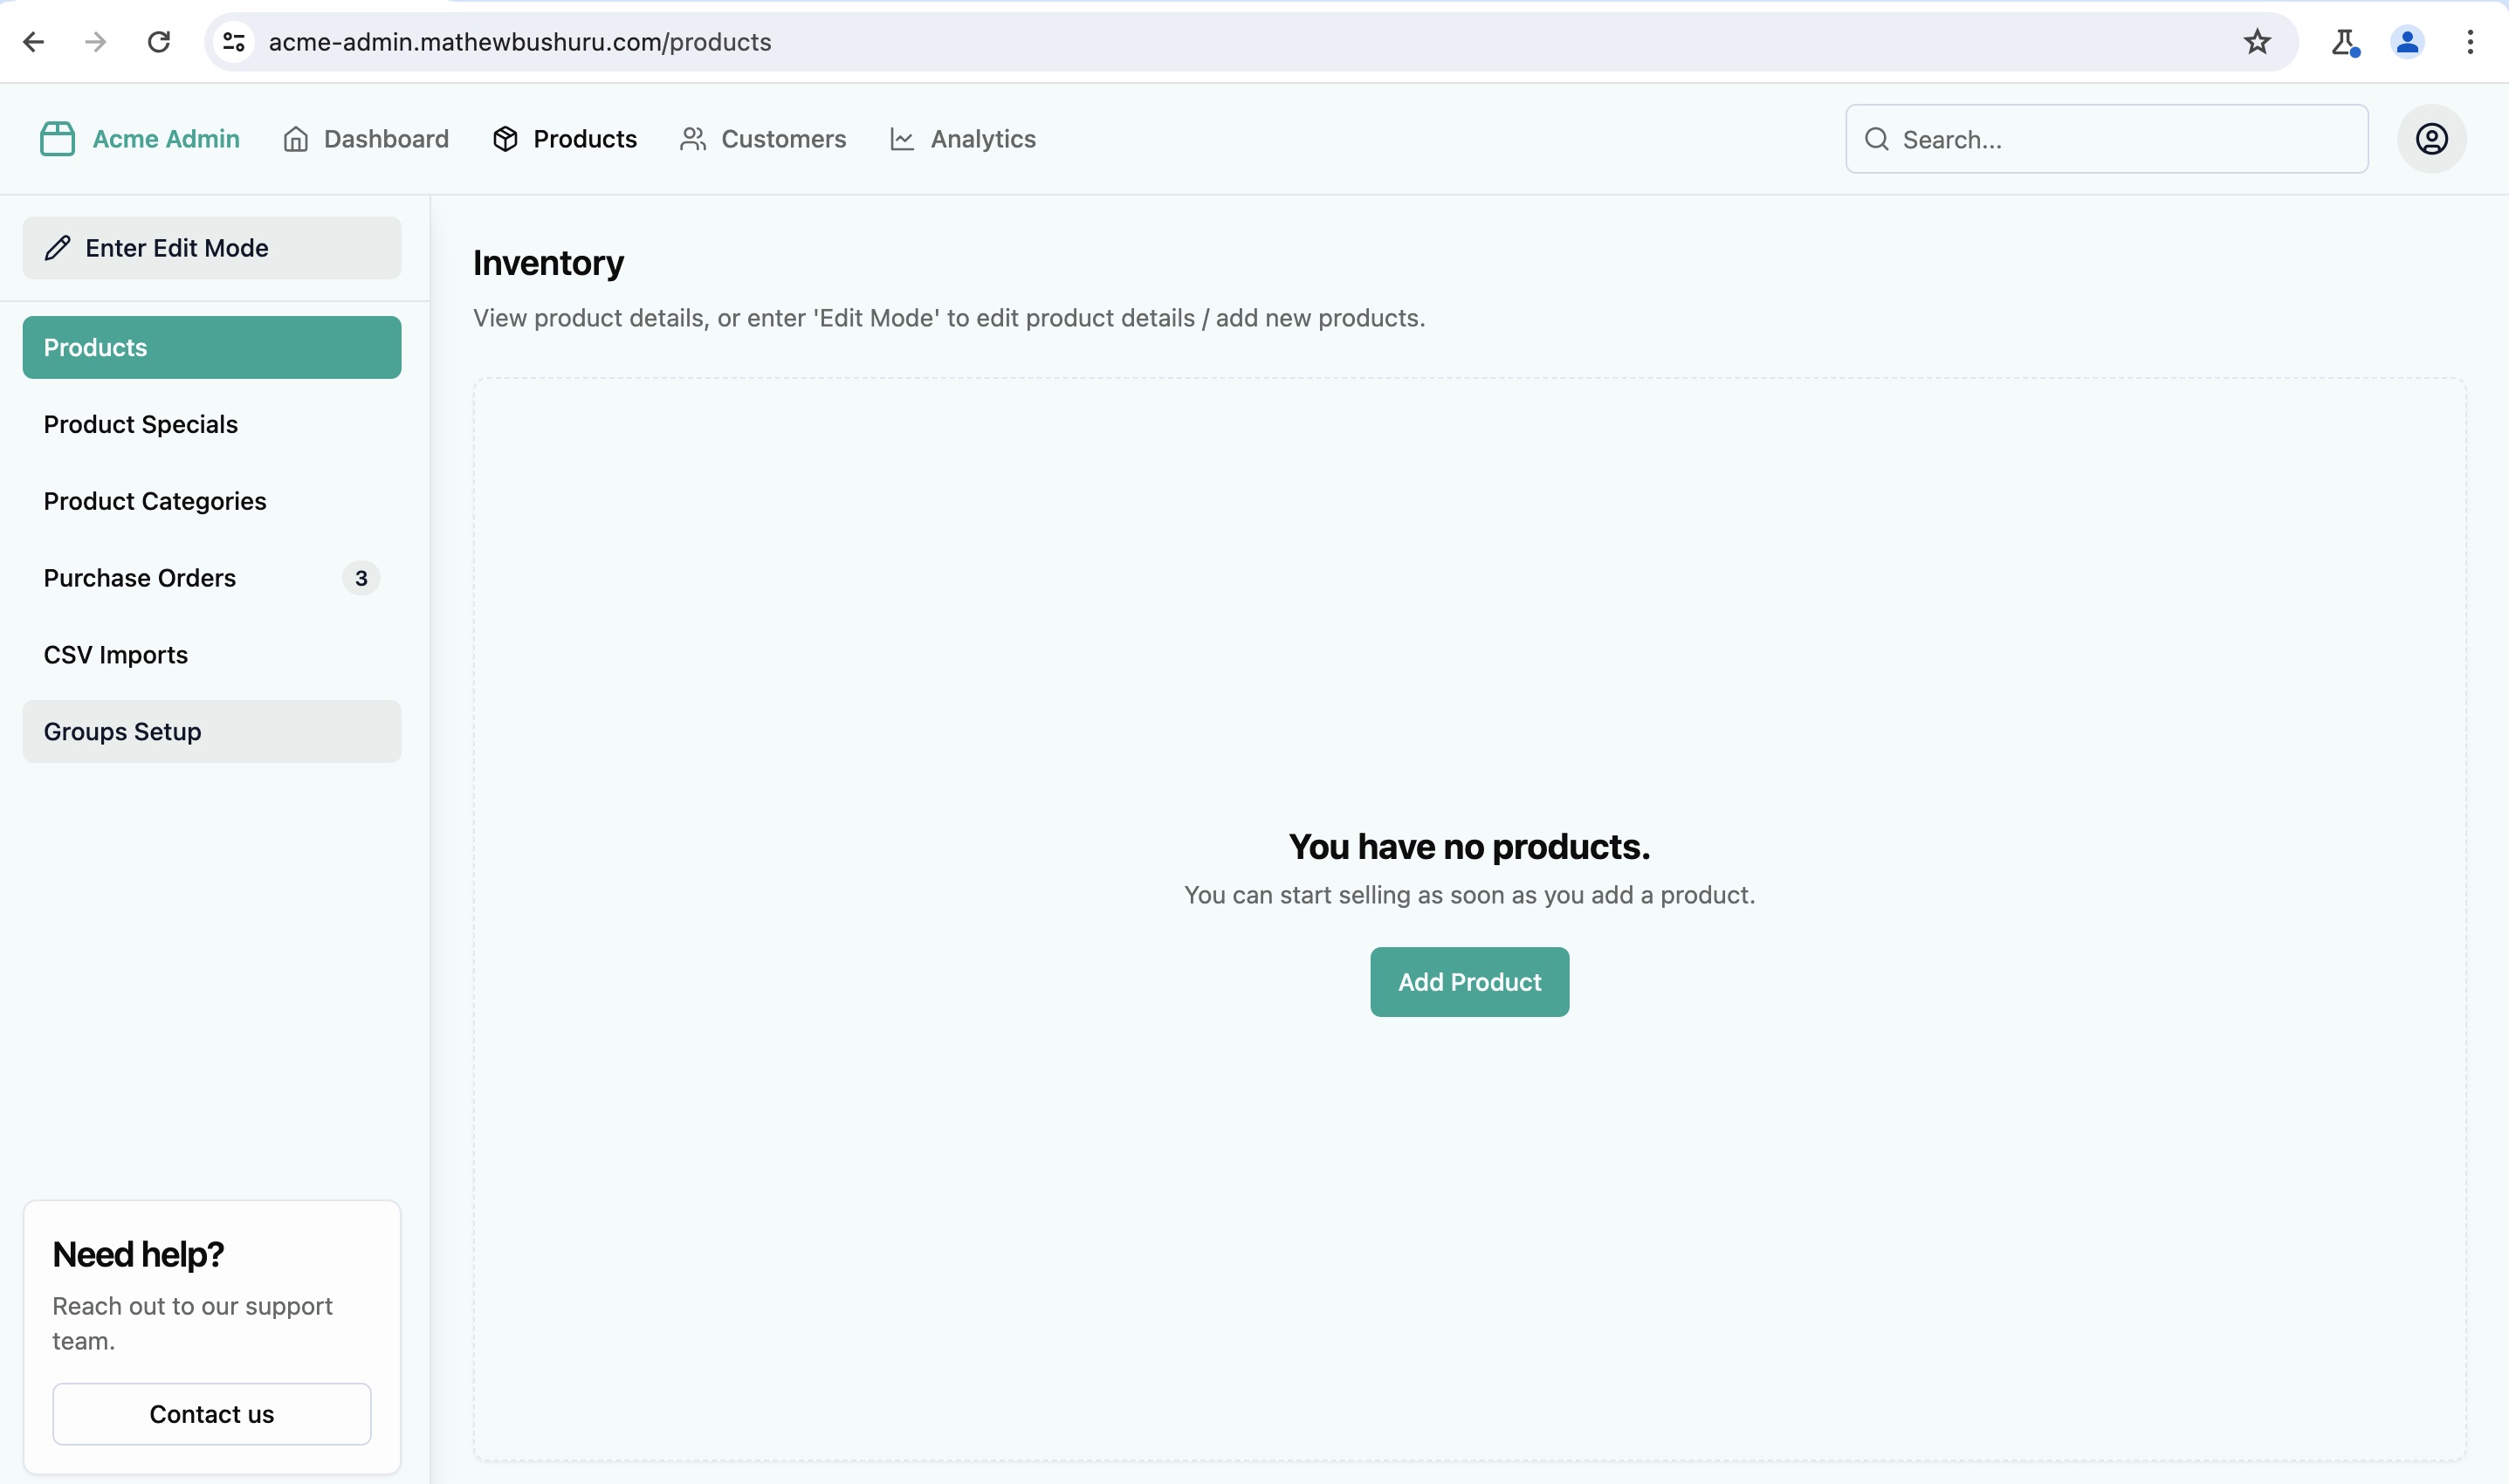 acme-admin.mathewbushuru.com/products
Acme Admin
Dashboard
Products
Customers
Analytics
Search...
Enter Edit Mode
Products
Product Specials
Product Categories
Purchase Orders 3
CSV Imports
Groups Setup
Need help?
Reach out to our support
team.
Contact us
Inventory
View product details, or enter 'Edit Mode' to edit product details / add new products.
You have no products.
You can start selling as soon as you add a product.
Add Product